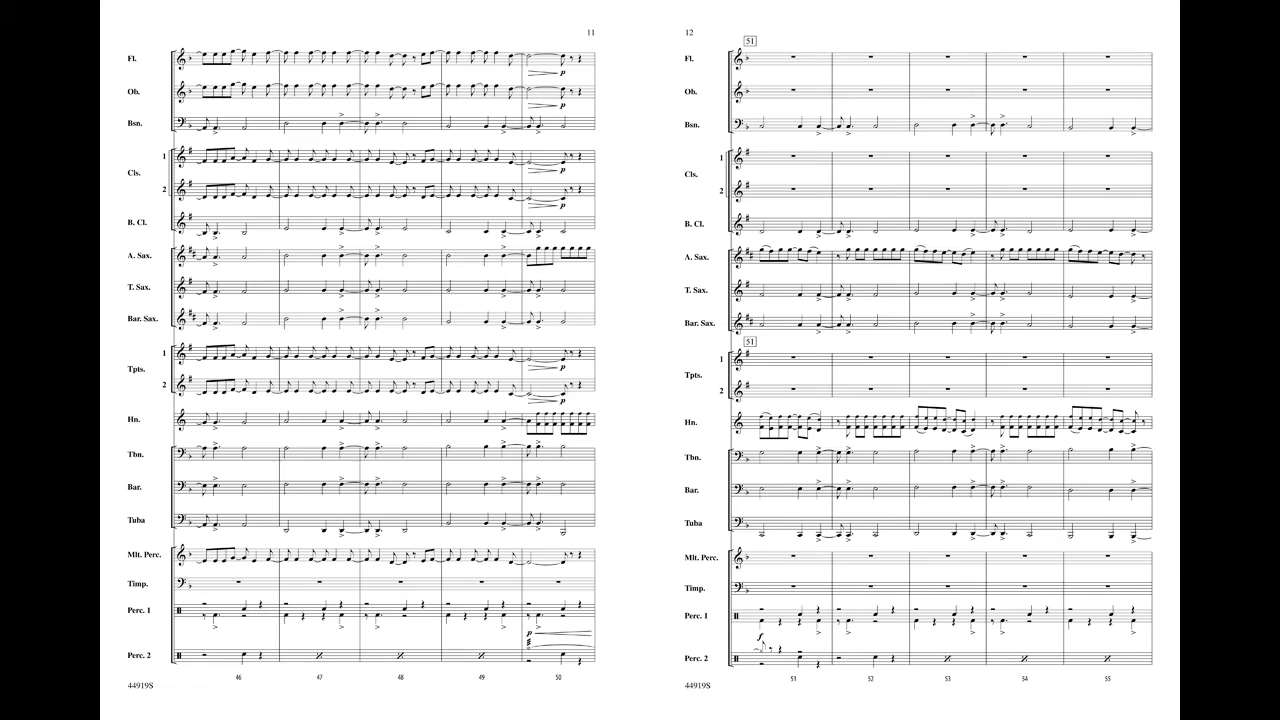 11
Fl.
Ob.
Bsn.
1
Cls.
2
B. Cl.
A. Sax.
T. Sax.
Bar. Sax.
1
Tpts.
2
Hn.
Tbn.
Bar.
Tuba
Mlt. Perc.
Timp.
Perc. 1
Perc. 2
p
p
p
p
p
p
p
46
47
48
49
50
44919S
12
51
Fl.
Ob.
Bsn.
1
Cls.
2
B. Cl.
A. Sax.
T. Sax.
Bar. Sax.
51
1
Tpts.
2
Hn.
Tbn.
Bar.
Tuba
Mlt. Perc.
Timp.
Perc. 1
f
Perc. 2
51
52
53
54
55
44919S